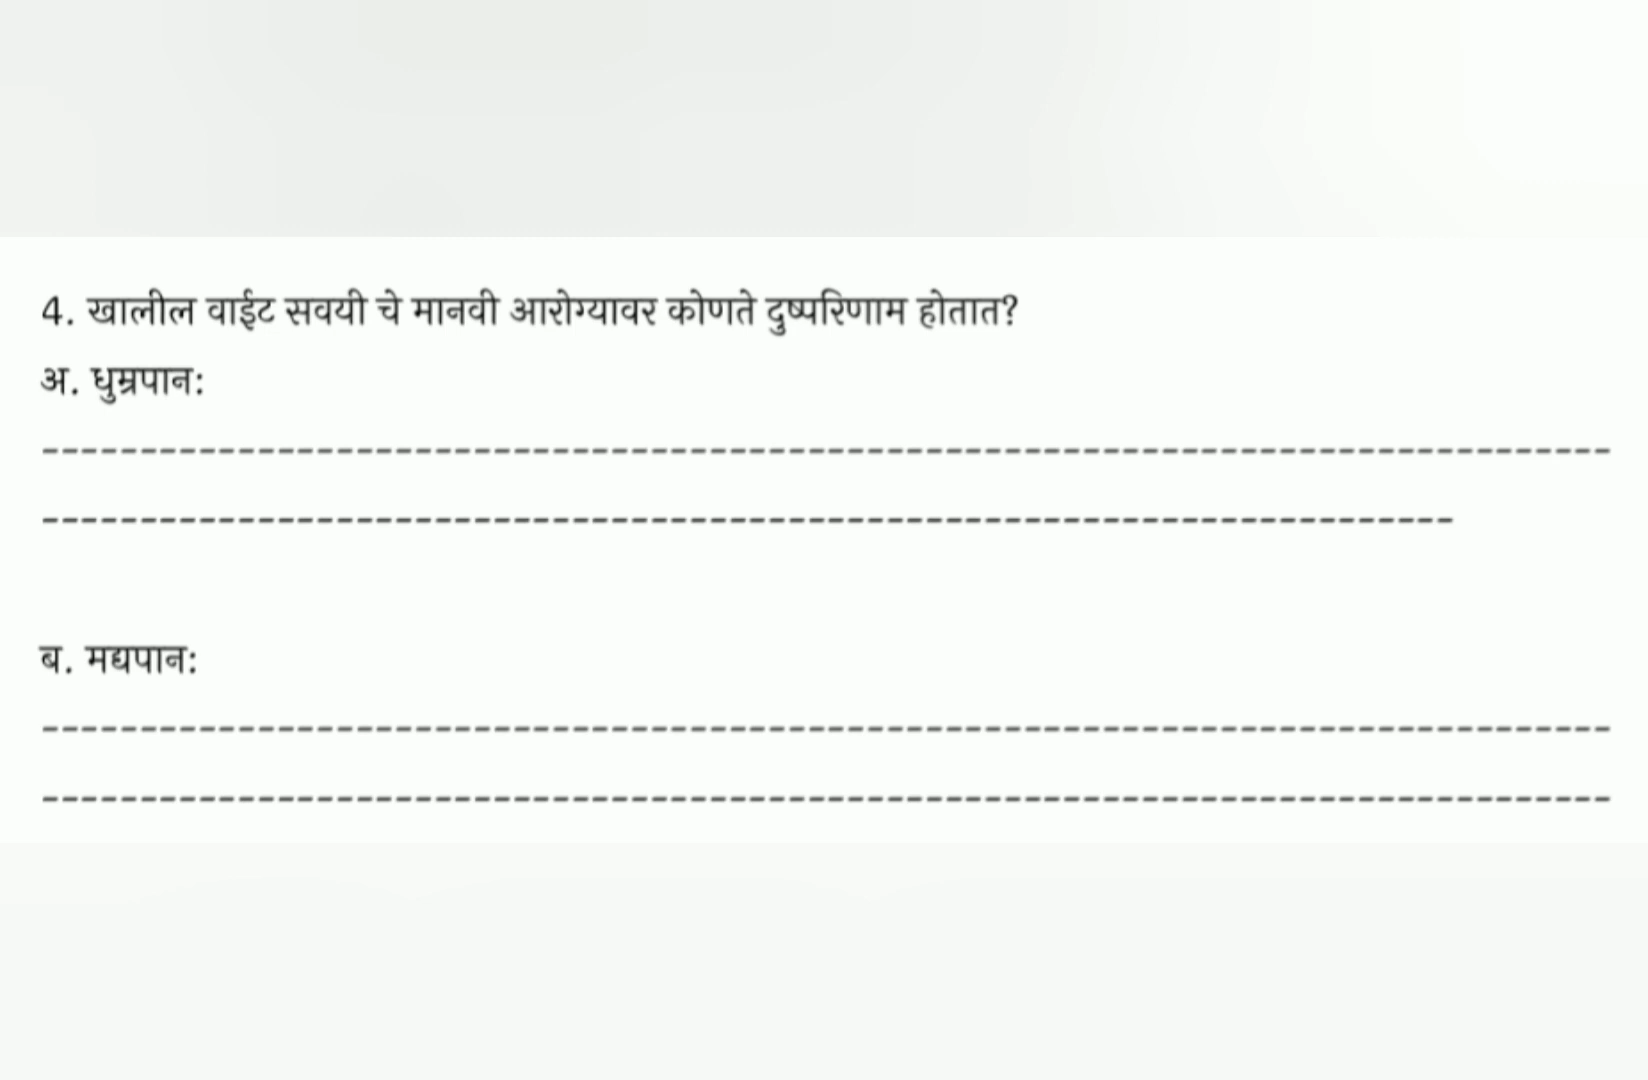 4. खालील वाईट सवयी चे मानवी आरोग्यावर कोणते दुष्परिणाम होतात?
अ. धुम्रपान:
--------------------------------------------------------------------------------
------------------------------------------------------------------------
ब. मद्यपान:
--------------------------------------------------------------------------------
--------------------------------------------------------------------------------